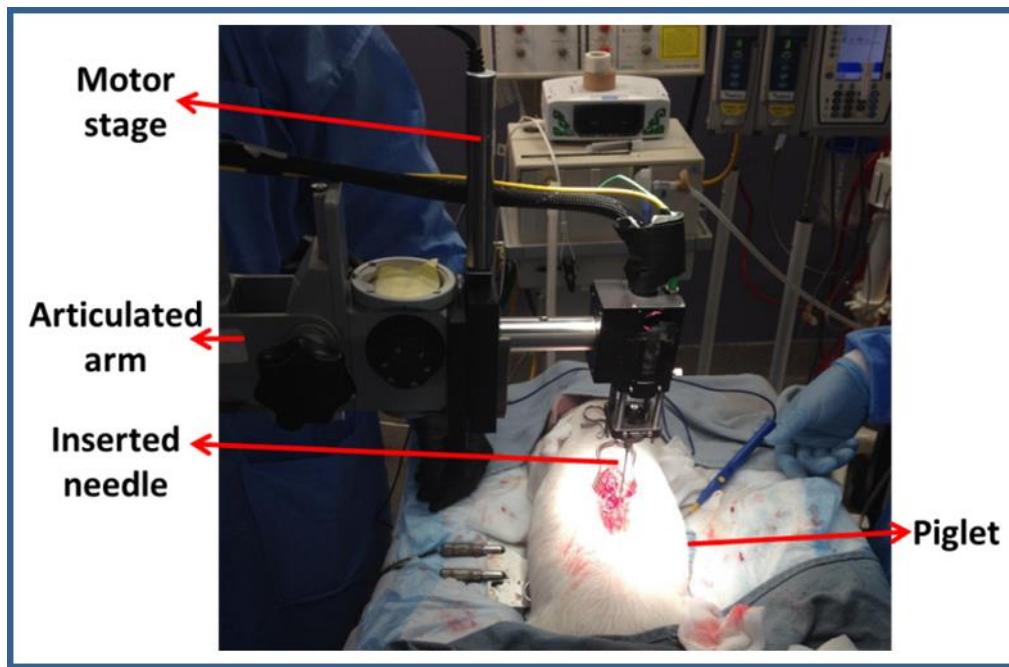 Motor
stage
Articulated
arm
Inserted
needle
Piglet